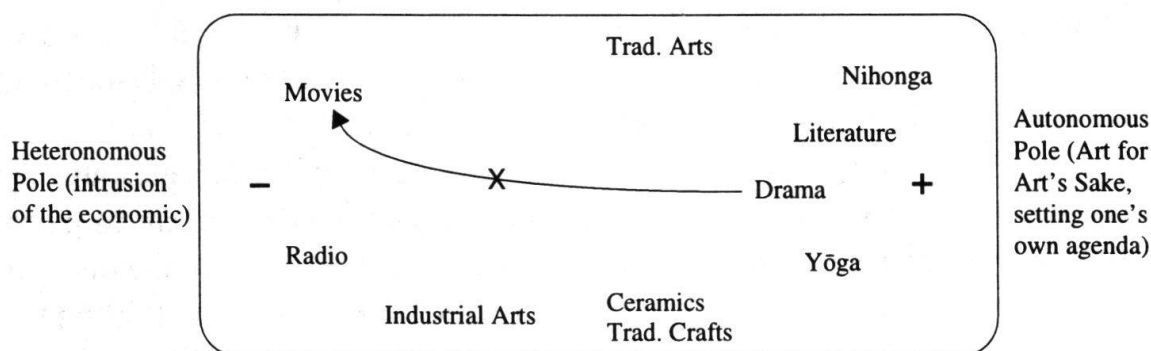 Trad. Arts
Nihonga
Movies
Literature
Heteronomous
Pole (intrusion
of the economic)
–
X
Drama
+
Autonomous
Pole (Art for
Art's Sake,
setting one's
own agenda)
Radio
Yōga
Industrial Arts
Ceramics
Trad. Crafts